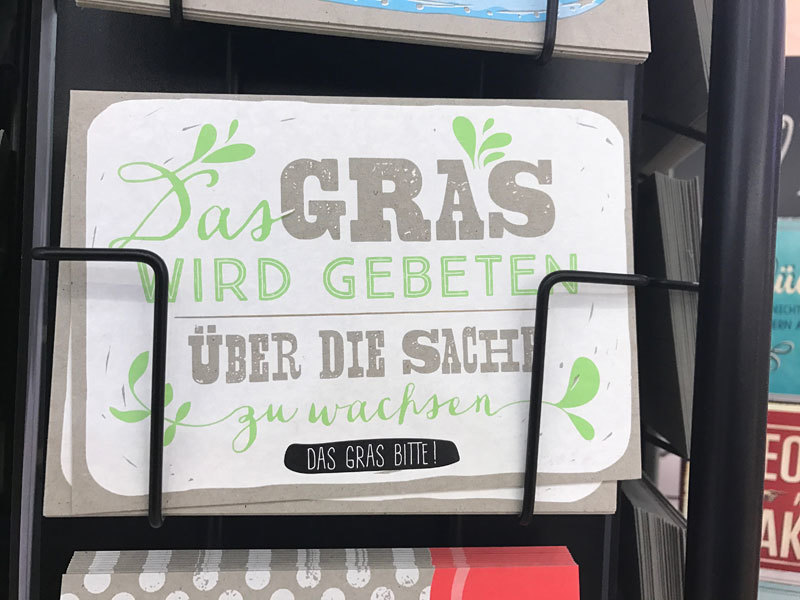 Das GRAS
WIRD GEBETEN
ÜBER DIE SACHE
zu wachsen
DAS GRAS BITTE!